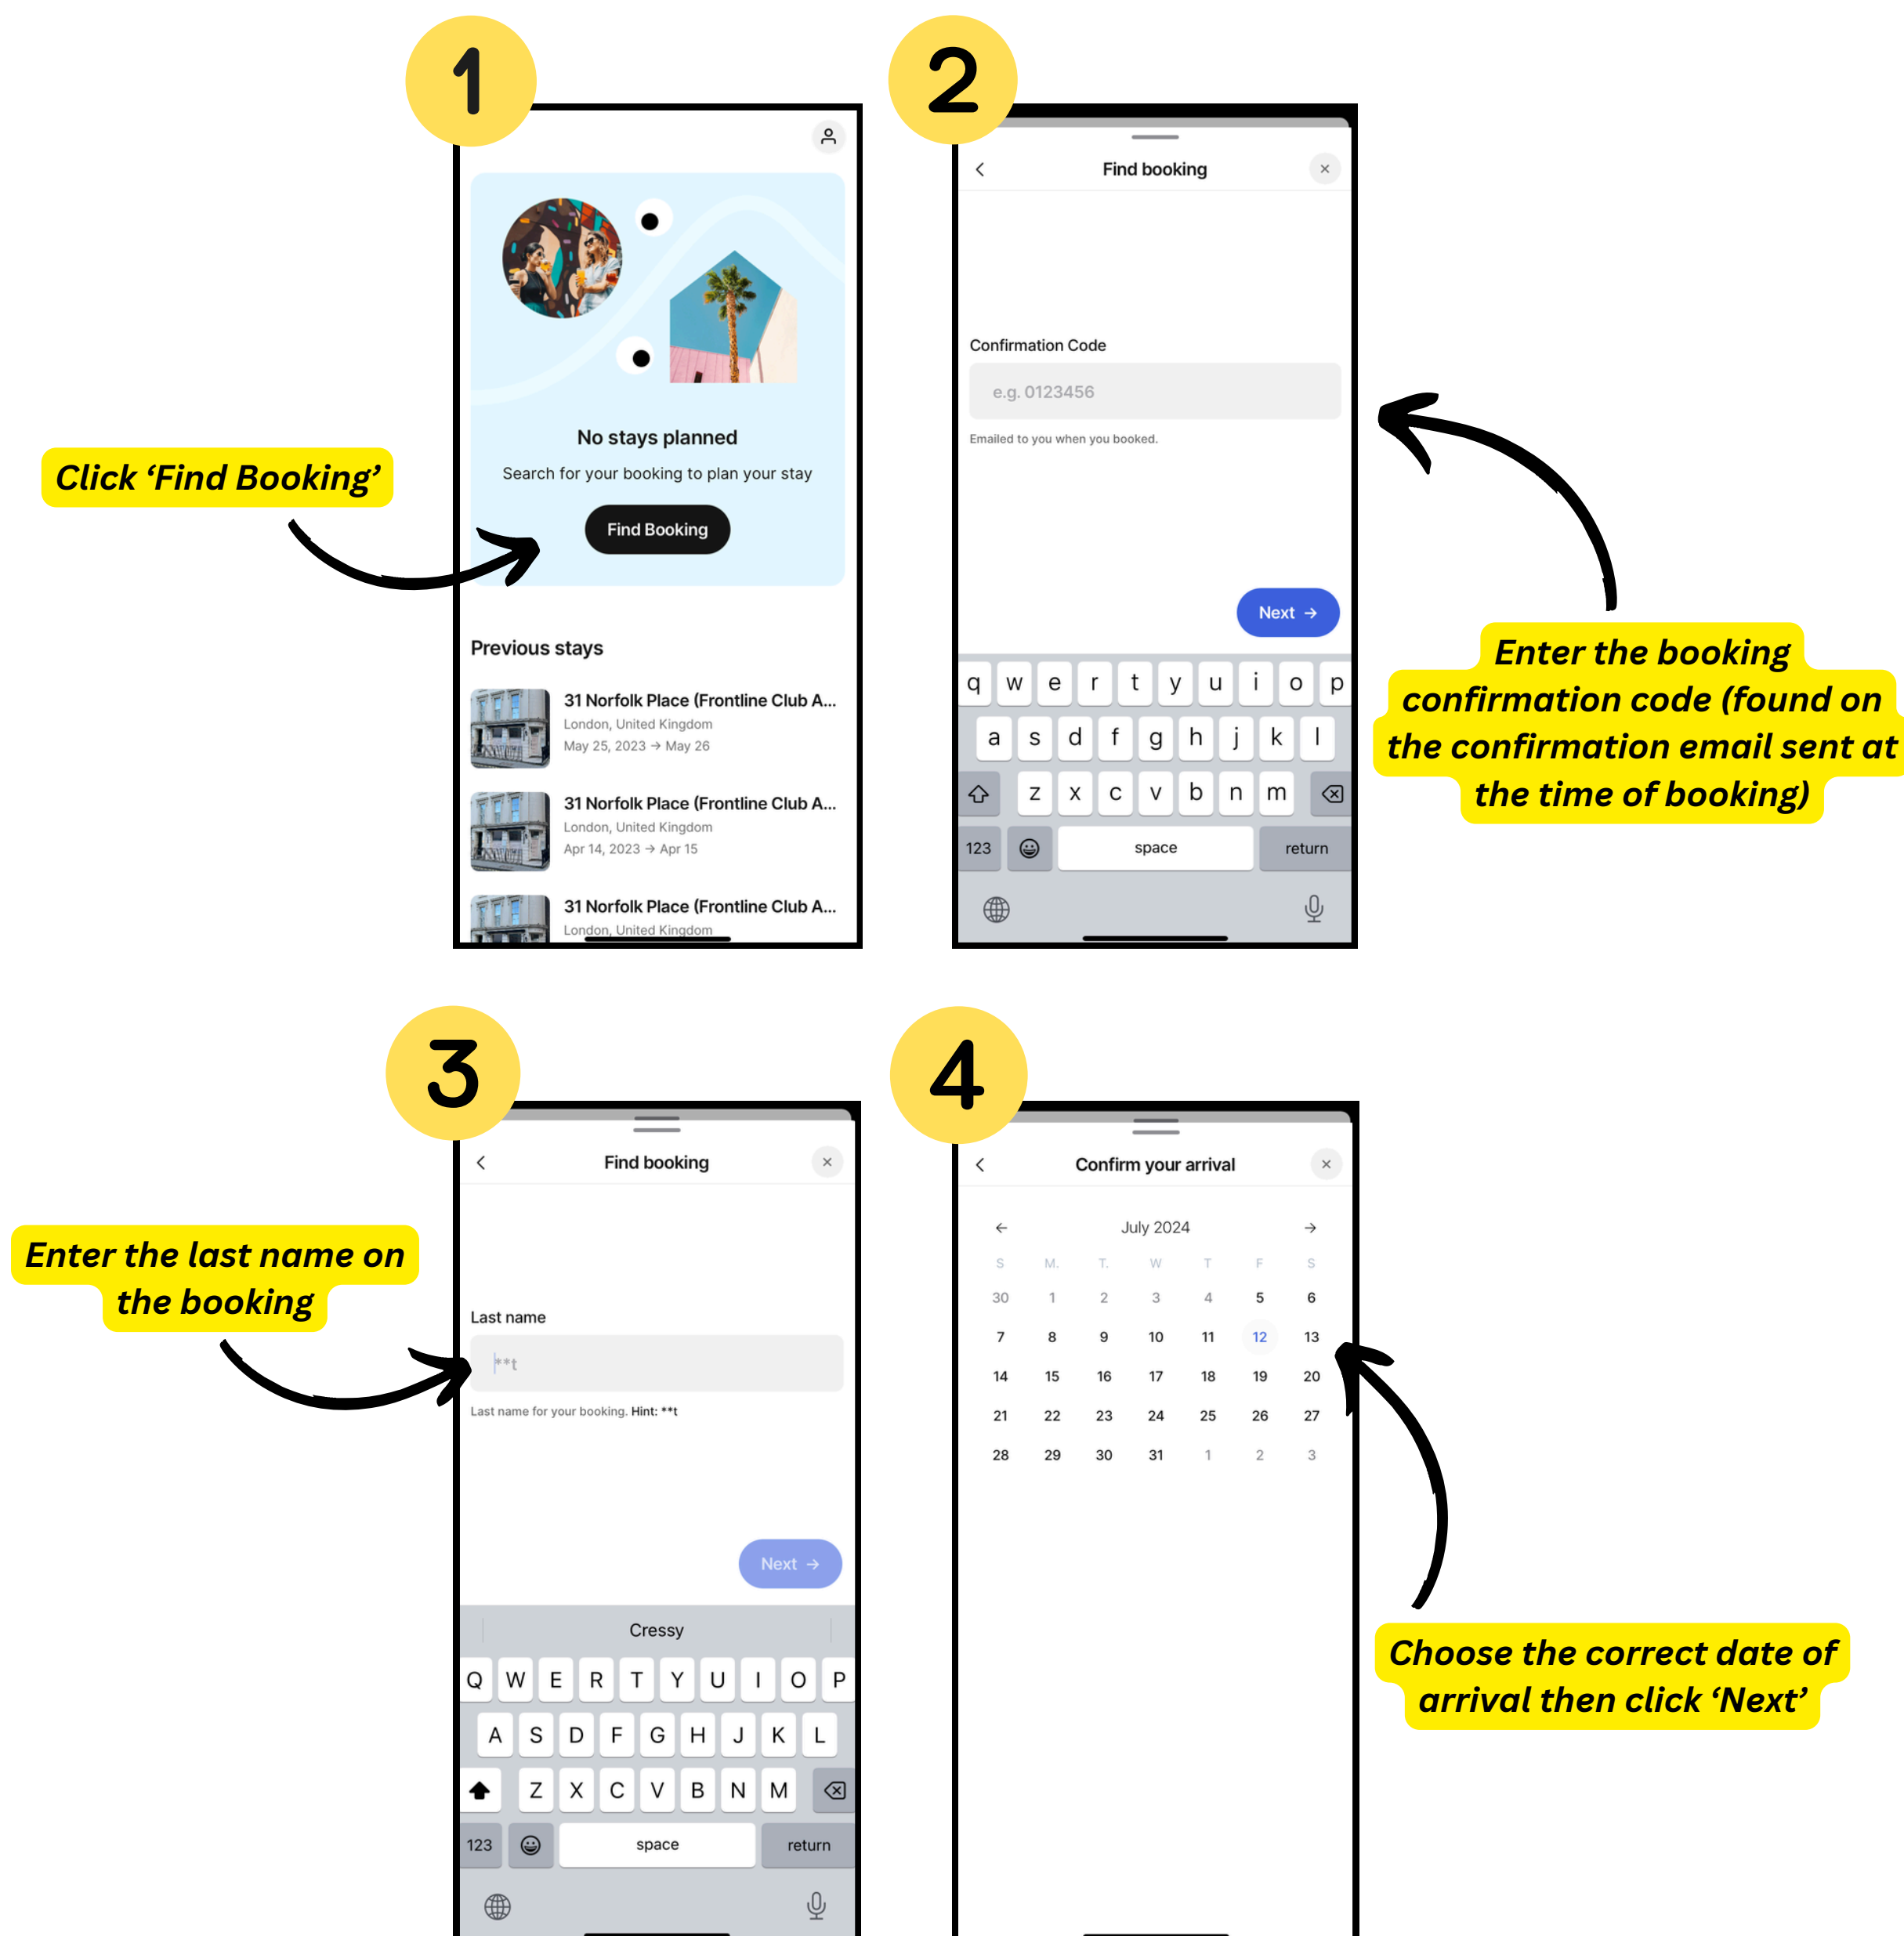 1
Click ‘Find Booking’
No stays planned
Search for your booking to plan your stay
Find Booking
Previous stays
31 Norfolk Place (Frontline Club A...
London, United Kingdom
May 25, 2023 → May 26
31 Norfolk Place (Frontline Club A...
London, United Kingdom
Apr 14, 2023 → Apr 15
31 Norfolk Place (Frontline Club A...
London, United Kingdom
2
Find booking
Confirmation Code
e.g. 0123456
Emailed to you when you booked.
Next →
q w e r t y u i o p
a s d f g h j k l
z x c v b n m
123 space return
Enter the booking
confirmation code (found on
the confirmation email sent at
the time of booking)
3
Enter the last name on
the booking
Find booking
Last name
**t
Last name for your booking. Hint: **t
Next →
Cressy
Q W E R T Y U I O P
A S D F G H J K L
Z X C V B N M
123 space return
4
Confirm your arrival
← July 2024 →
S M. T. W T F S
30 1 2 3 4 5 6
7 8 9 10 11 12 13
14 15 16 17 18 19 20
21 22 23 24 25 26 27
28 29 30 31 1 2 3
Choose the correct date of
arrival then click ‘Next’